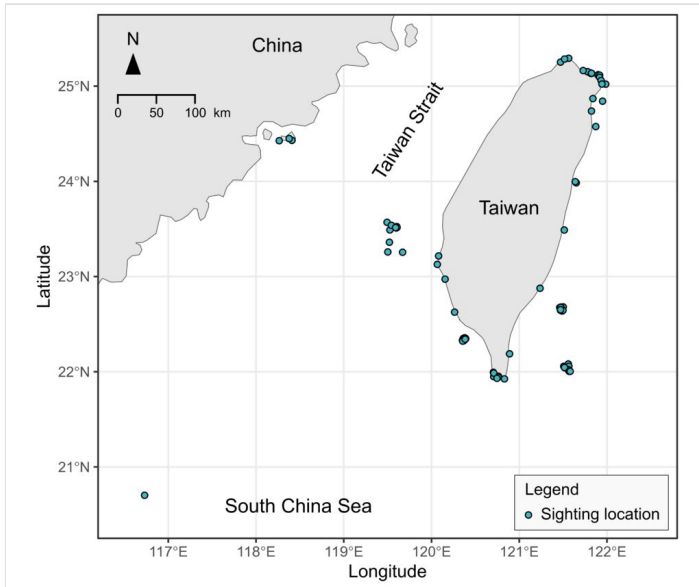 China
N
0 50 100 km
Taiwan Strait
Taiwan
South China Sea
Legend
Sighting location
25°N
24°N
23°N
22°N
21°N
Latitude
117°E 118°E 119°E 120°E 121°E 122°E
Longitude